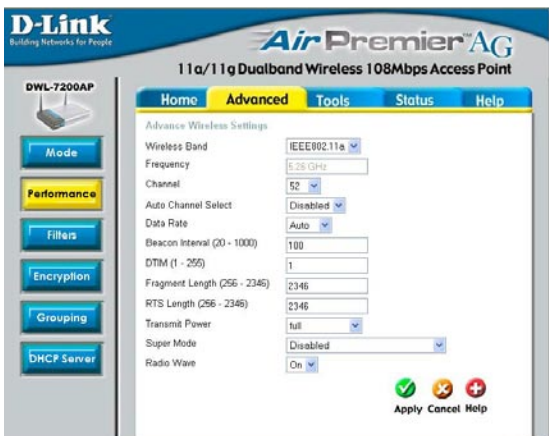 D-Link
Building Networks for People
Air Premier™ AG
11a/11g Dualband Wireless 108Mbps Access Point
DWL-7200AP
Home Advanced Tools Status Help
Mode
Performance
Filters
Encryption
Grouping
DHCP Server
Advance Wireless Settings
Wireless Band IEEE802.11a
Frequency 5.26 GHz
Channel 52
Auto Channel Select Disabled
Data Rate Auto
Beacon Interval (20 - 1000) 100
DTIM (1 - 255) 1
Fragment Length (256 - 2346) 2346
RTS Length (256 - 2346) 2346
Transmit Power full
Super Mode Disabled
Radio Wave On
Apply Cancel Help